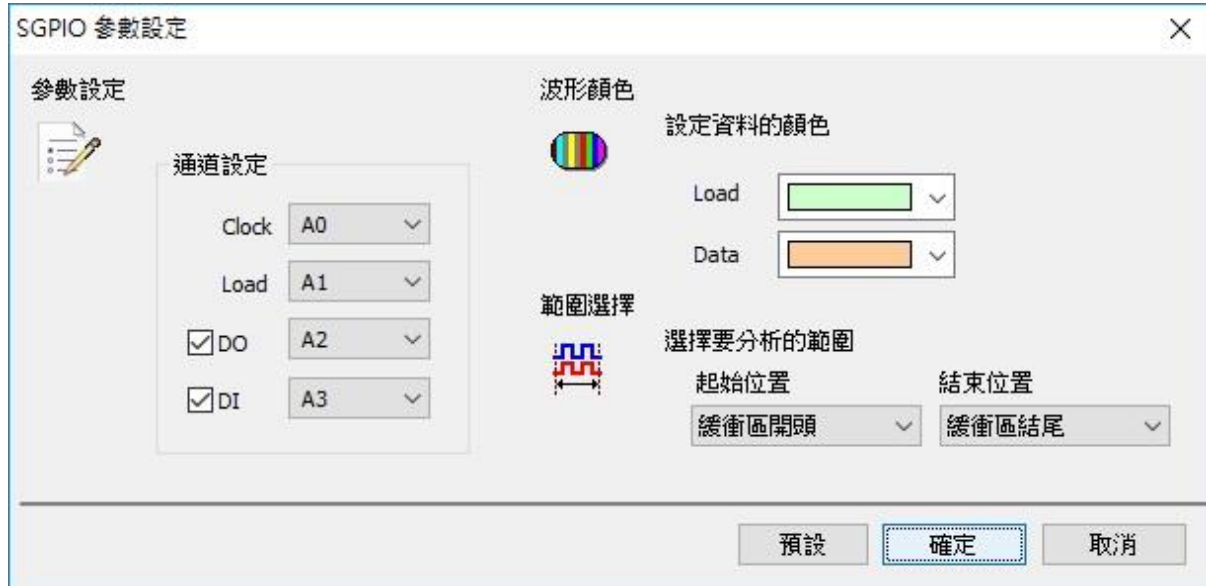 SGPIO 參數設定
參數設定
通道設定
Clock A0
Load A1
DO A2
DI A3
波形顏色
設定資料的顏色
Load
Data
範圍選擇
選擇要分析的範圍
起始位置 結束位置
緩衝區開頭 緩衝區結尾
預設 確定 取消